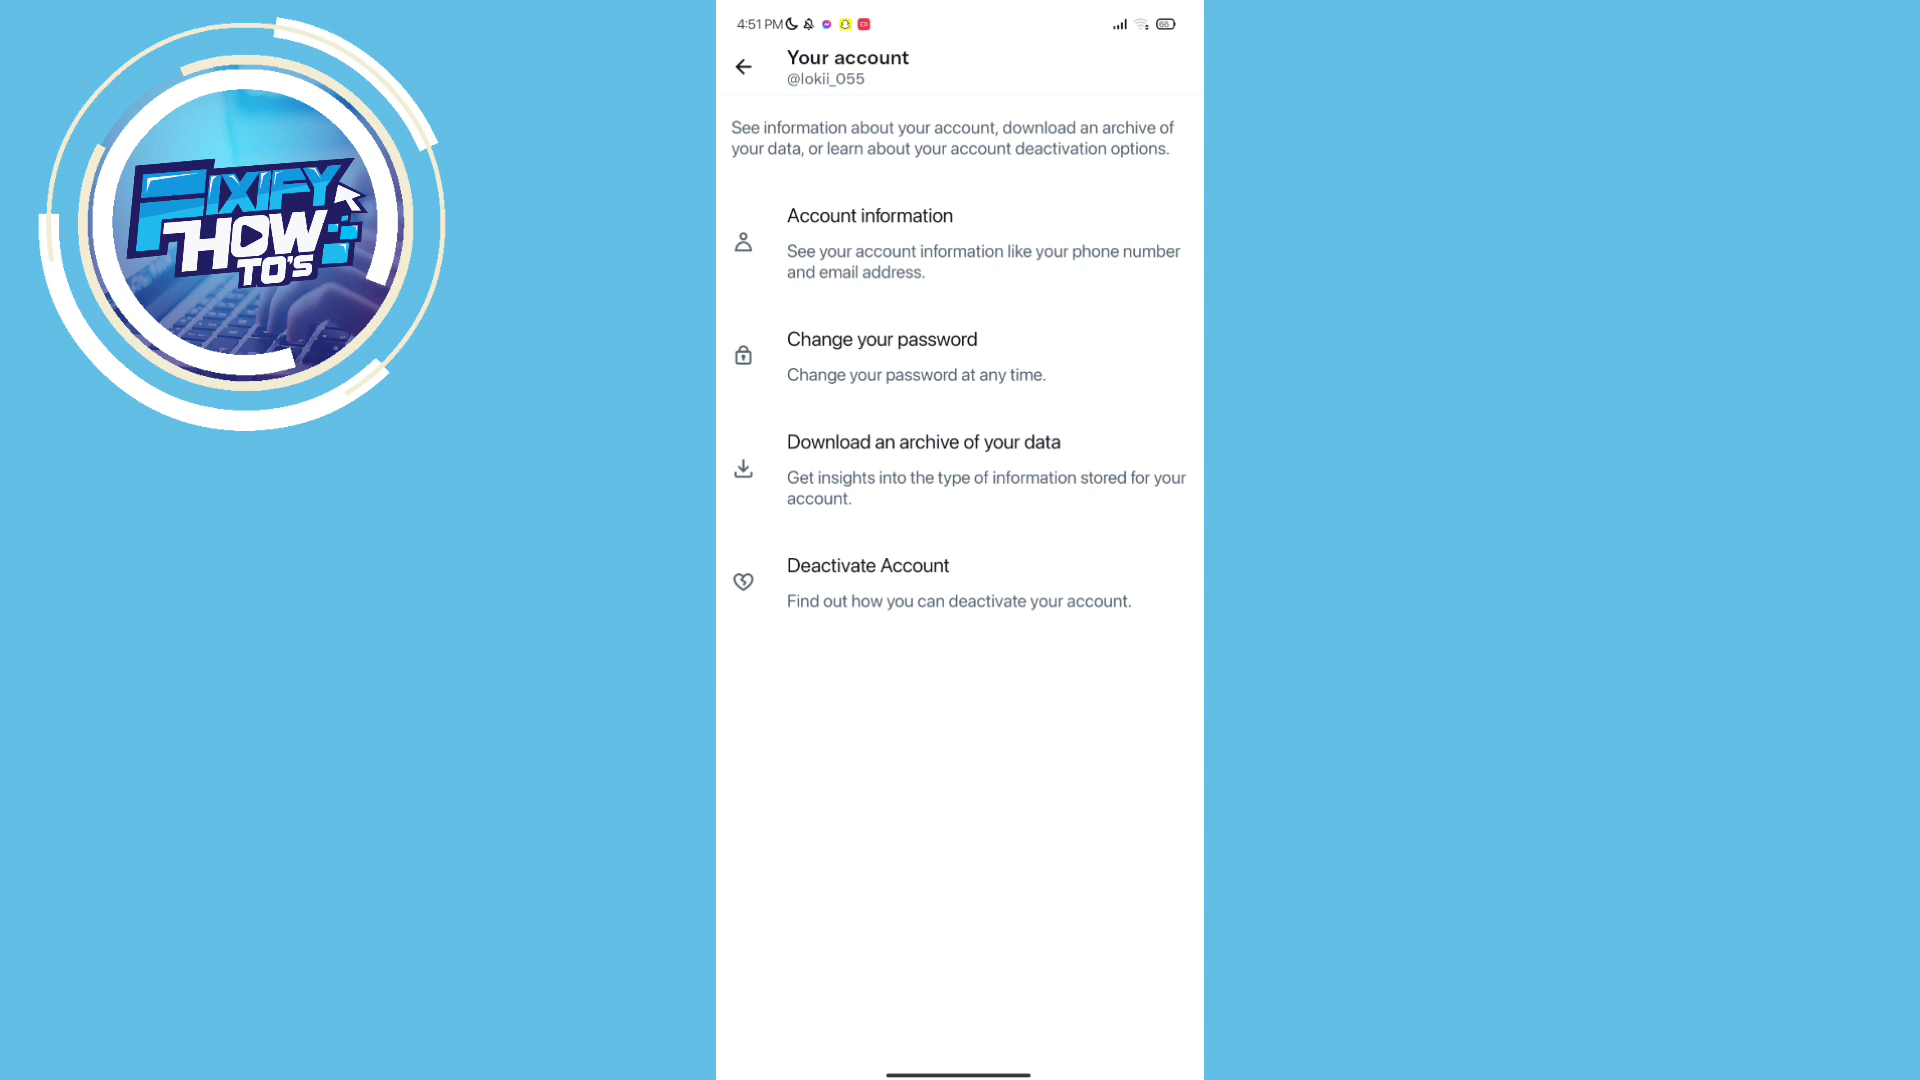 FIXIFY
HOW
TO'S
4:51 PM
66
Your account
@lokii_055
See information about your account, download an archive of
your data, or learn about your account deactivation options.
Account information
See your account information like your phone number
and email address.
Change your password
Change your password at any time.
Download an archive of your data
Get insights into the type of information stored for your
account.
Deactivate Account
Find out how you can deactivate your account.